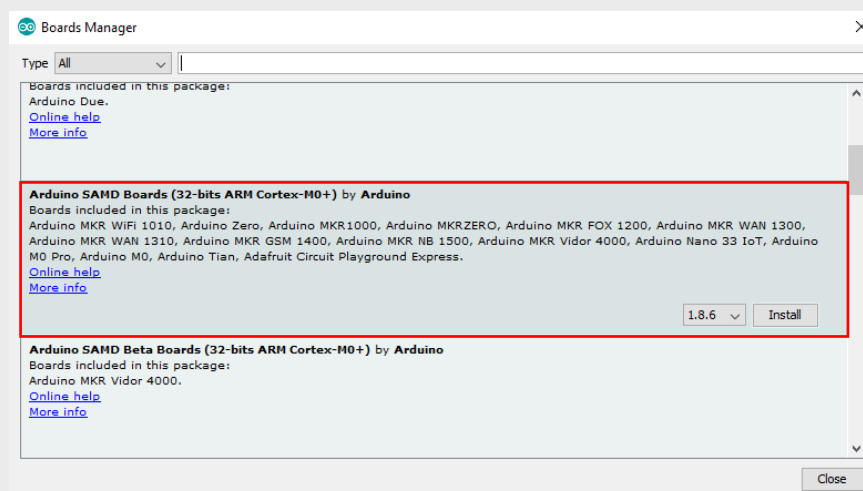 Boards Manager
Type All
Boards included in this package:
Arduino Due.
Online help
More info
Arduino SAMD Boards (32-bits ARM Cortex-M0+) by Arduino
Boards included in this package:
Arduino MKR WiFi 1010, Arduino Zero, Arduino MKR1000, Arduino MKRZERO, Arduino MKR FOX 1200, Arduino MKR WAN 1300,
Arduino MKR WAN 1310, Arduino MKR GSM 1400, Arduino MKR NB 1500, Arduino MKR Vidor 4000, Arduino Nano 33 IoT, Arduino
M0 Pro, Arduino M0, Arduino Tian, Adafruit Circuit Playground Express.
Online help
More info
1.8.6 Install
Arduino SAMD Beta Boards (32-bits ARM Cortex-M0+) by Arduino
Boards included in this package:
Arduino MKR Vidor 4000.
Online help
More info
Close